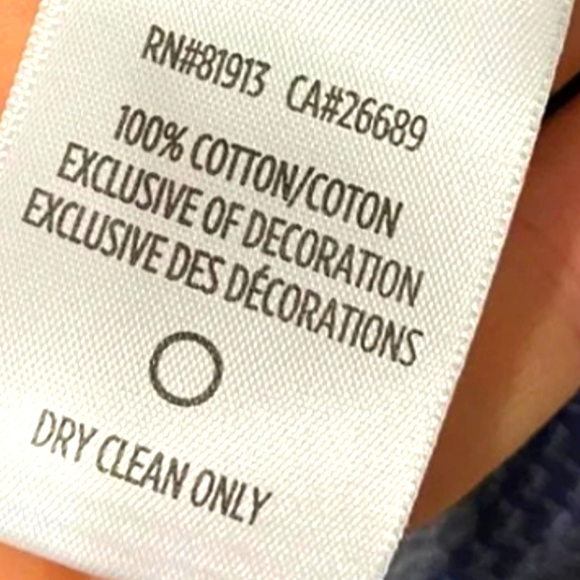 RN#81913 CA#26689
100% COTTON/COTON
EXCLUSIVE OF DECORATION
EXCLUSIVE DES DÉCORATIONS
DRY CLEAN ONLY